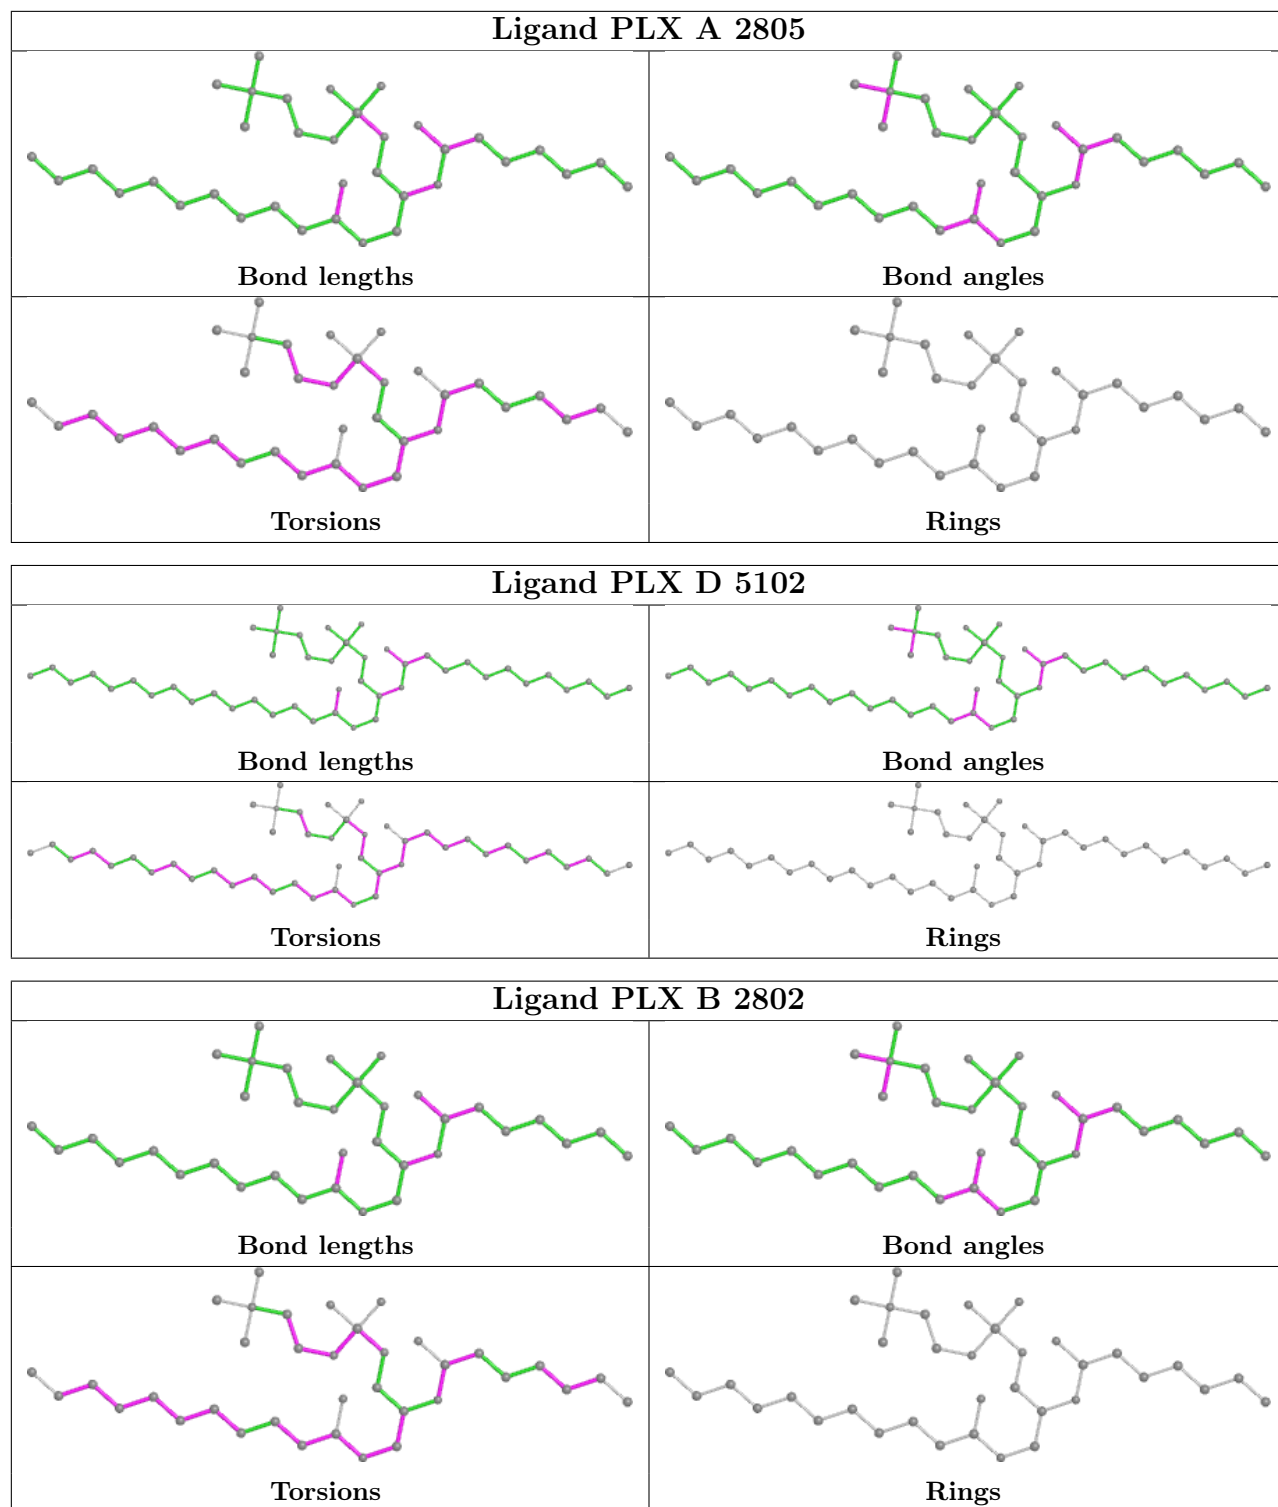 Ligand PLX A 2805
Bond lengths
Bond angles
Torsions
Rings
Ligand PLX D 5102
Bond lengths
Bond angles
Torsions
Rings
Ligand PLX B 2802
Bond lengths
Bond angles
Torsions
Rings